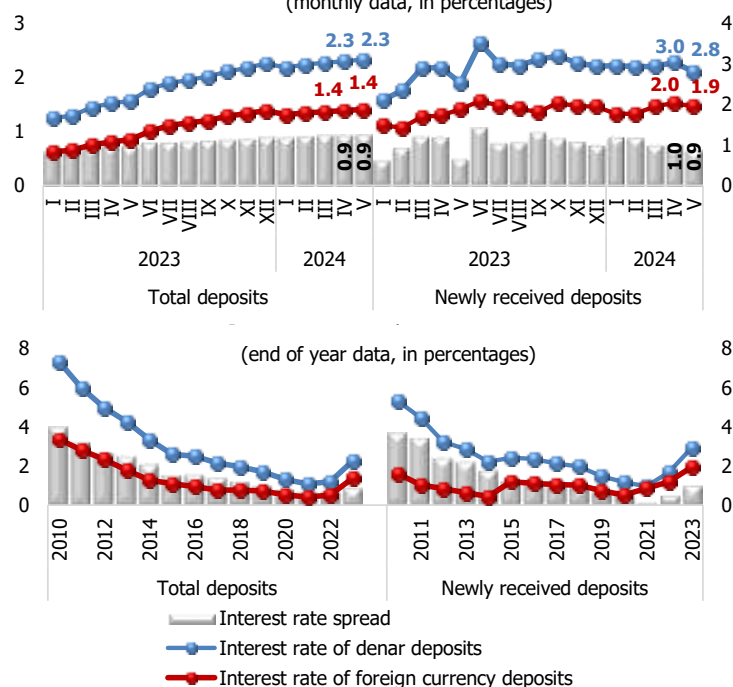 (monthly data, in percentages)
3
2
1
0
4
3
2
1
0
2.3 2.3
1.4 1.4
0.9 0.9
3.0 2.8
2.0 1.9
1.0 0.9
I II III IV V VI VII VIII IX X XI XII I II III IV V
I II III IV V VI VII VIII IX X XI XII I II III IV V
2023 2024 2023 2024
Total deposits Newly received deposits
(end of year data, in percentages)
8
6
4
2
0
8
6
4
2
0
2010 2012 2014 2016 2018 2020 2022
2011 2013 2015 2017 2019 2021 2023
Total deposits Newly received deposits
Interest rate spread
Interest rate of denar deposits
Interest rate of foreign currency deposits